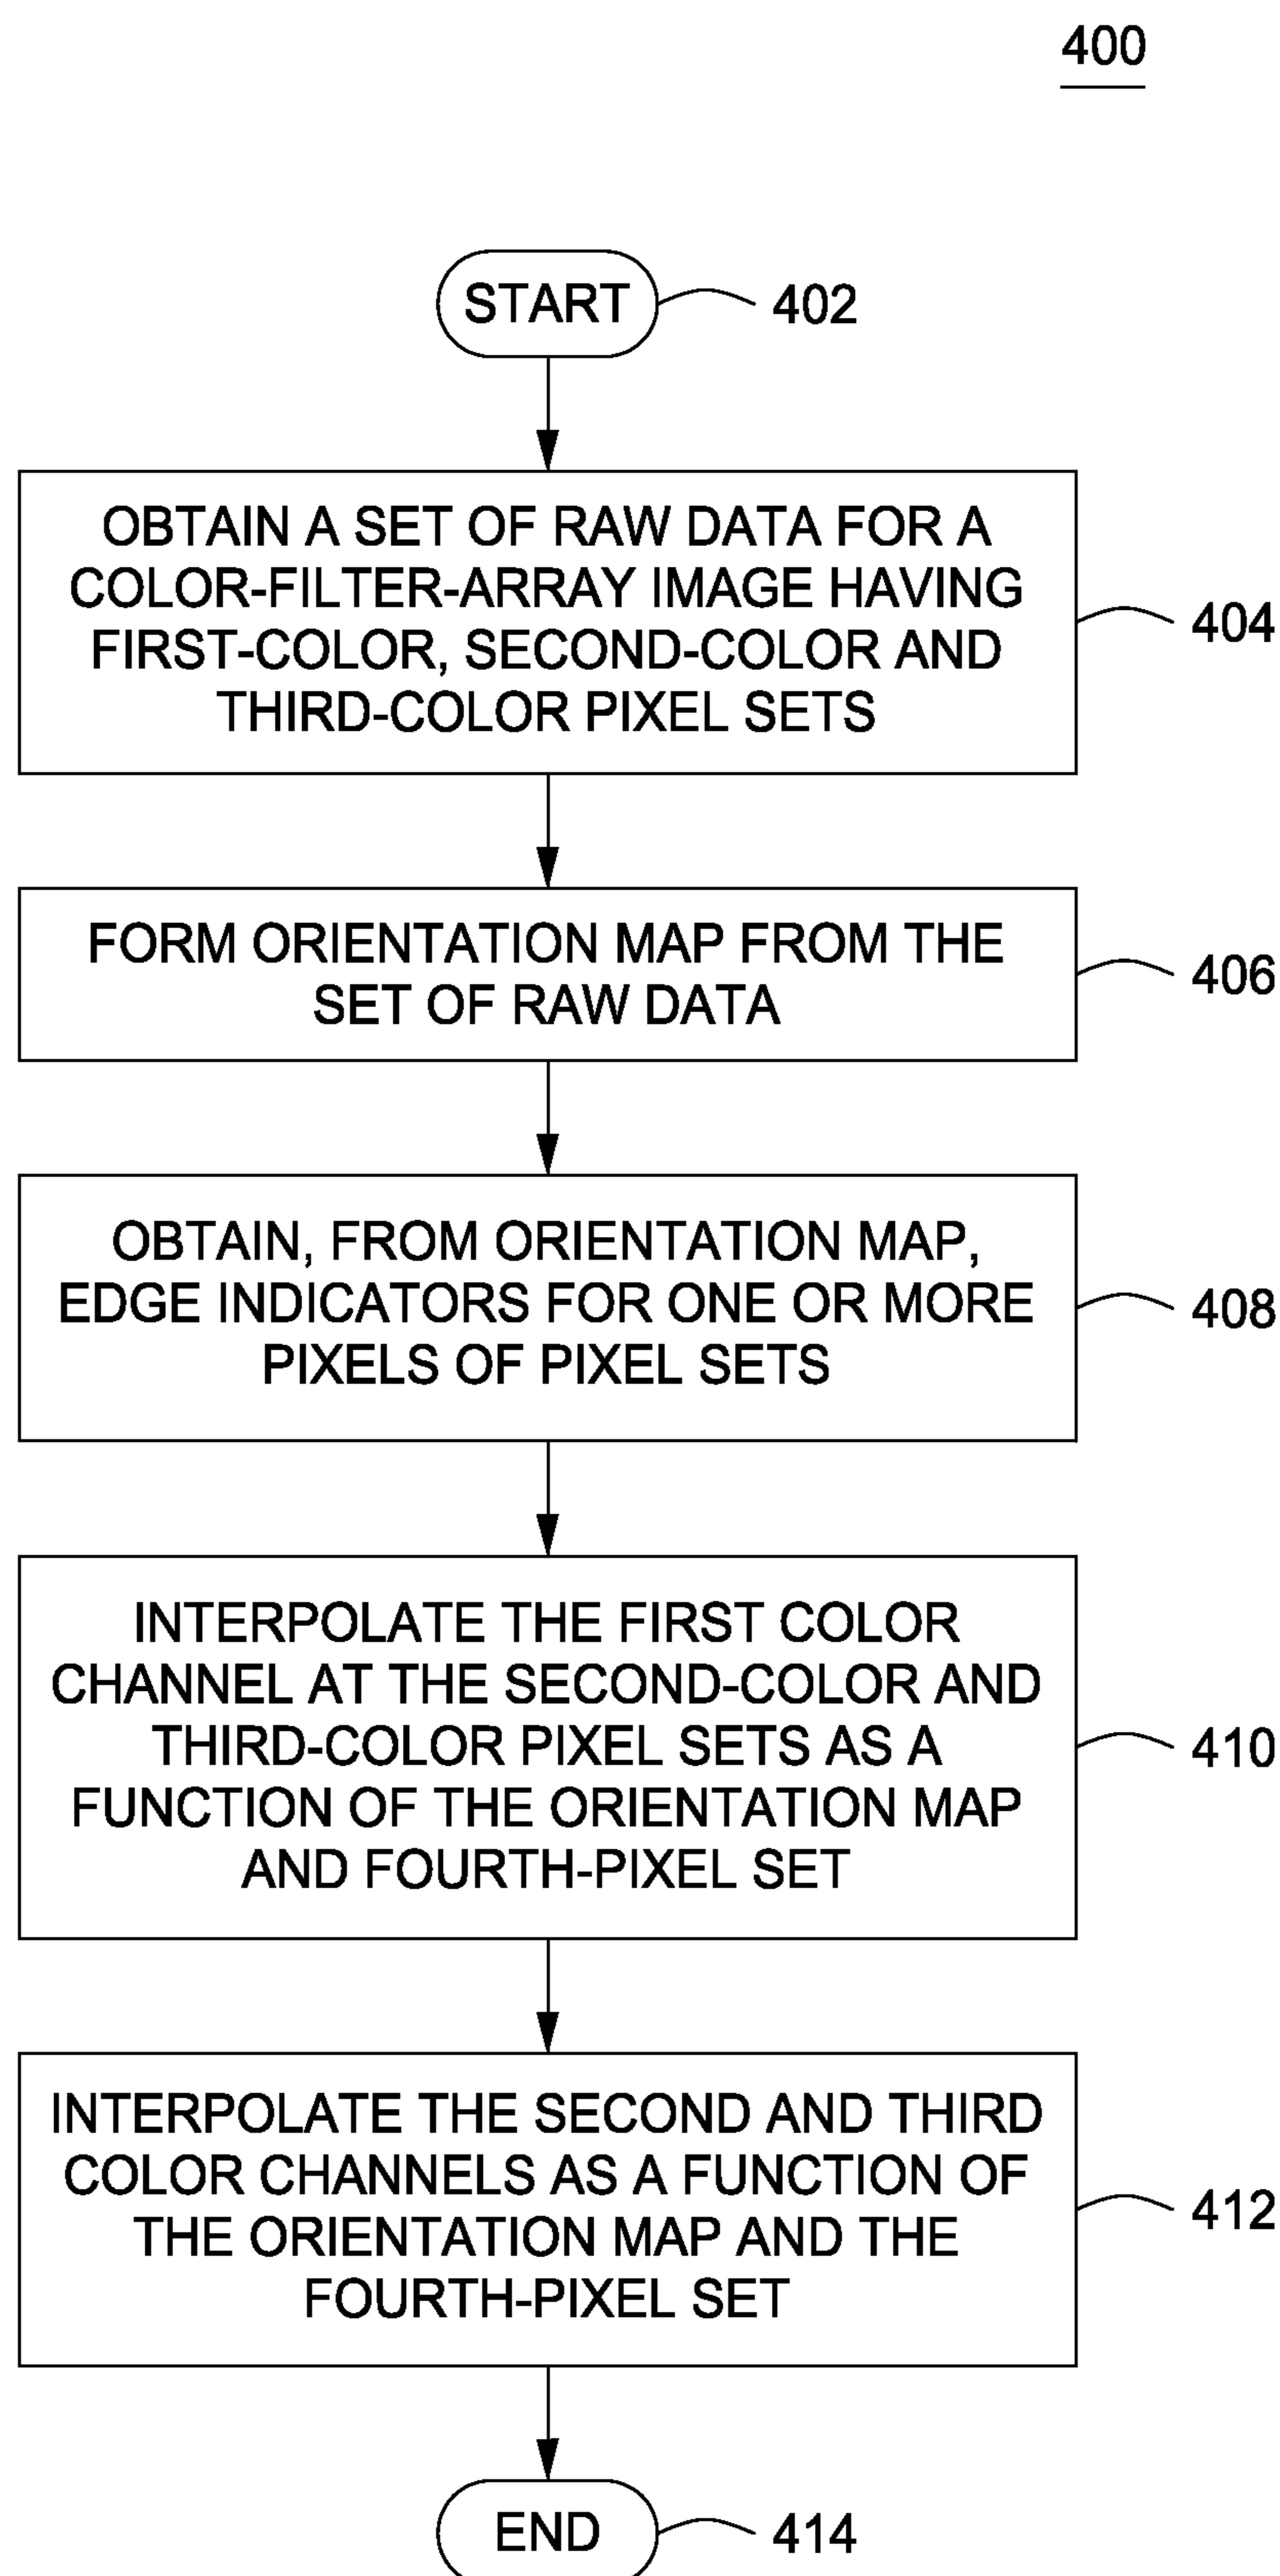 400
START
402
OBTAIN A SET OF RAW DATA FOR A
COLOR-FILTER-ARRAY IMAGE HAVING
FIRST-COLOR, SECOND-COLOR AND
THIRD-COLOR PIXEL SETS
404
FORM ORIENTATION MAP FROM THE
SET OF RAW DATA
406
OBTAIN, FROM ORIENTATION MAP,
EDGE INDICATORS FOR ONE OR MORE
PIXELS OF PIXEL SETS
408
INTERPOLATE THE FIRST COLOR
CHANNEL AT THE SECOND-COLOR AND
THIRD-COLOR PIXEL SETS AS A
FUNCTION OF THE ORIENTATION MAP
AND FOURTH-PIXEL SET
410
INTERPOLATE THE SECOND AND THIRD
COLOR CHANNELS AS A FUNCTION OF
THE ORIENTATION MAP AND THE
FOURTH-PIXEL SET
412
END
414